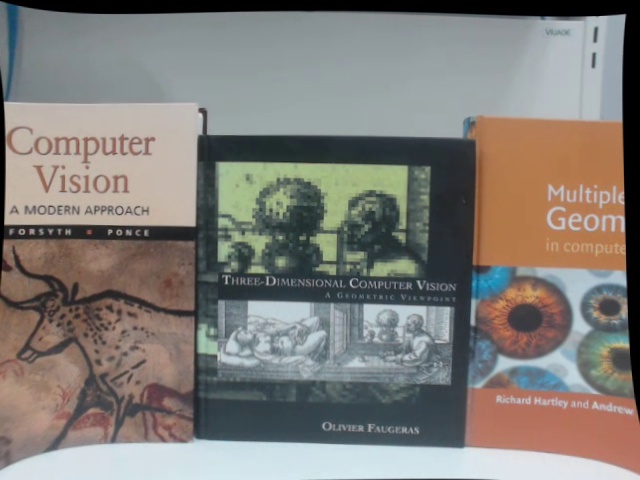 Computer
Vision
A MODERN APPROACH
FORSYTH ▪ PONCE
THREE-DIMENSIONAL COMPUTER VISION
A GEOMETRIC VIEWPOINT
OLIVIER FAUGERAS
Multiple
Geom
in compute
Richard Hartley and Andrew